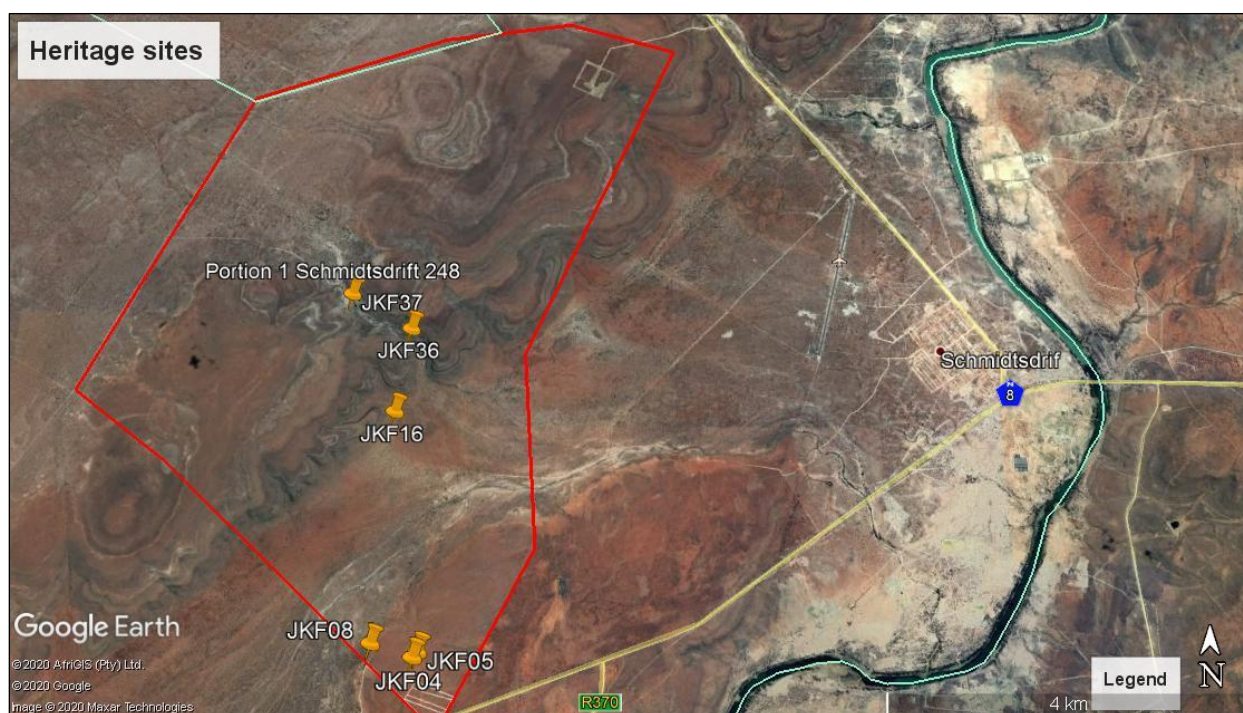 Heritage sites
Portion 1 Schmidtsdrift 248
JKF37
JKF36
JKF16
Schmidtsdrif
N
8
JKF08
JKF05
JKF04
R370
Google Earth
©2020 AfriGIS (Pty) Ltd.
©2020 Google
Image ©2020 Maxar Technologies
Legend
N
4 km